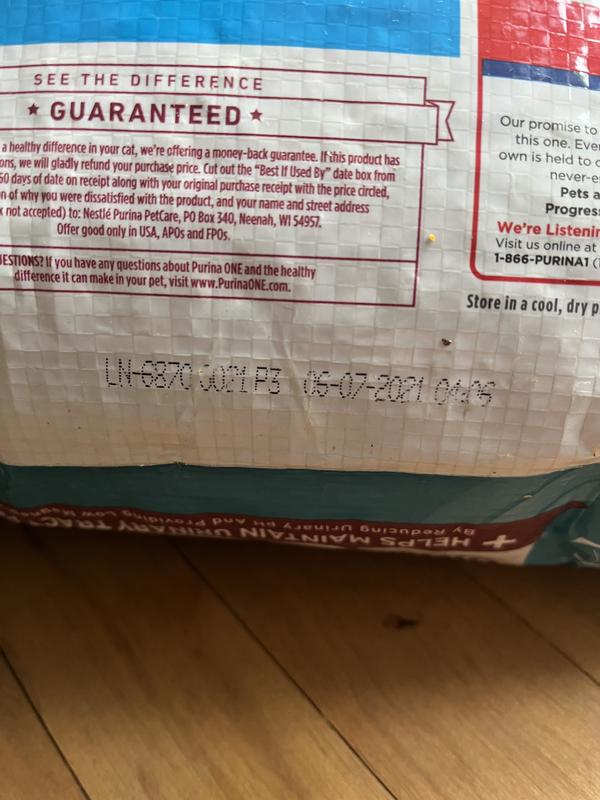 SEE THE DIFFERENCE
★ GUARANTEED ★
a healthy difference in your cat, we're offering a money-back guarantee. If this product has
ons, we will gladly refund your purchase price. Cut out the "Best If Used By" date box from
60 days of date on receipt along with your original purchase receipt with the price circled,
n of why you were dissatisfied with the product, and your name and street address
x not accepted) to: Nestlé Purina PetCare, PO Box 340, Neenah, WI 54957.
Offer good only in USA, APOs and FPOs.
ESTIONS? If you have any questions about Purina ONE and the healthy
difference it can make in your pet, visit www.PurinaONE.com.
Our promise to
this one. Ever
own is held to
never-e
Pets a
Progres
We're Listenin
Visit us online at
1-866-PURINA1
Store in a cool, dry p
LN-687C P3 06-07-2021
+ HELPS MAINTAIN URINARY TRAC
By Reducing Urinary pH And Providing Low Magn